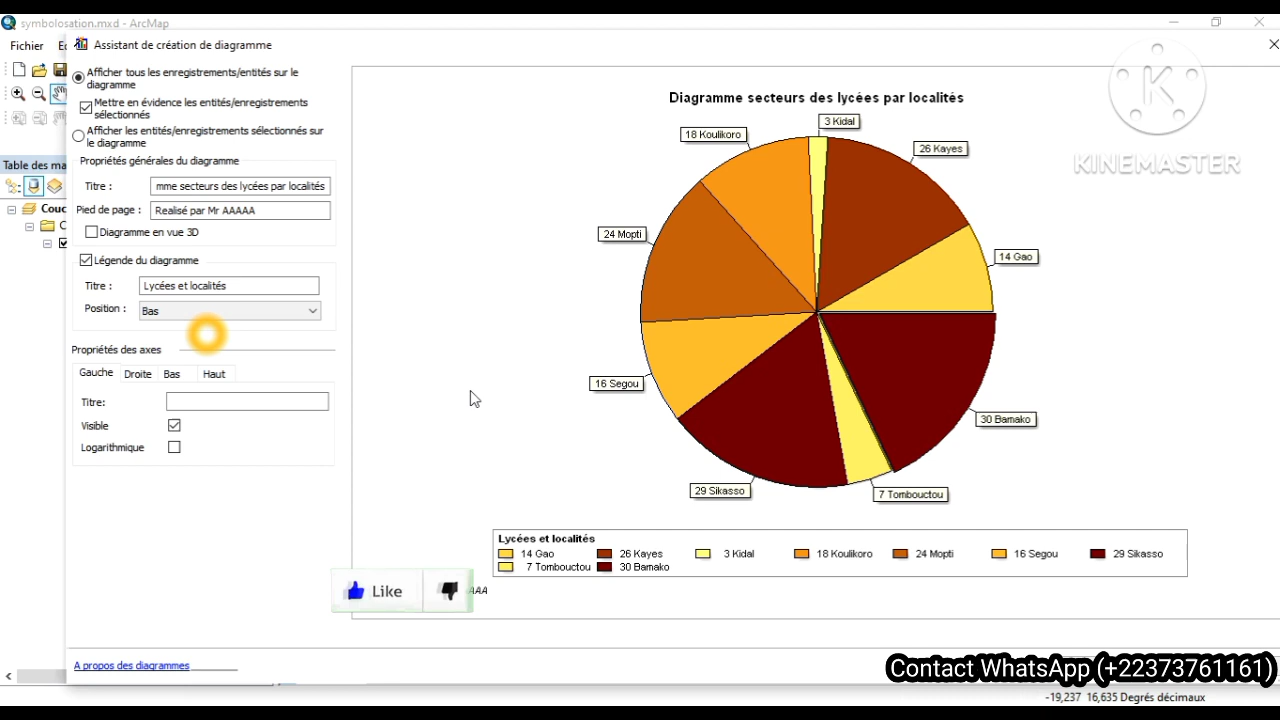 symbolosation.mxd - ArcMap
Fichier
Assistant de création de diagramme
Afficher tous les enregistrements/entités sur le
diagramme
Mettre en évidence les entités/enregistrements
sélectionnés
Afficher les entités/enregistrements sélectionnés sur
le diagramme
Table des ma
Propriétés générales du diagramme
Titre :
mme secteurs des lycées par localités
Pied de page :
Realisé par Mr AAAAA
Diagramme en vue 3D
Couc
Légende du diagramme
Titre :
Lycées et localités
Position :
Bas
Propriétés des axes
Gauche
Droite
Bas
Haut
Titre:
Visible
Logarithmique
A propos des diagrammes
Diagramme secteurs des lycées par localités
3 Kidal
18 Koulikoro
26 Kayes
24 Mopti
14 Gao
16 Segou
30 Bamako
29 Sikasso
7 Tombouctou
Lycées et localités
14 Gao 26 Kayes 3 Kidal 18 Koulikoro 24 Mopti 16 Segou 29 Sikasso
7 Tombouctou 30 Bamako
Like
AAA
K
KINEMASTER
Contact WhatsApp (+22373761161)
-19,237 16,635 Degrés décimaux